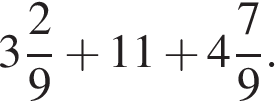 3 2/9 + 11 + 4 7/9.